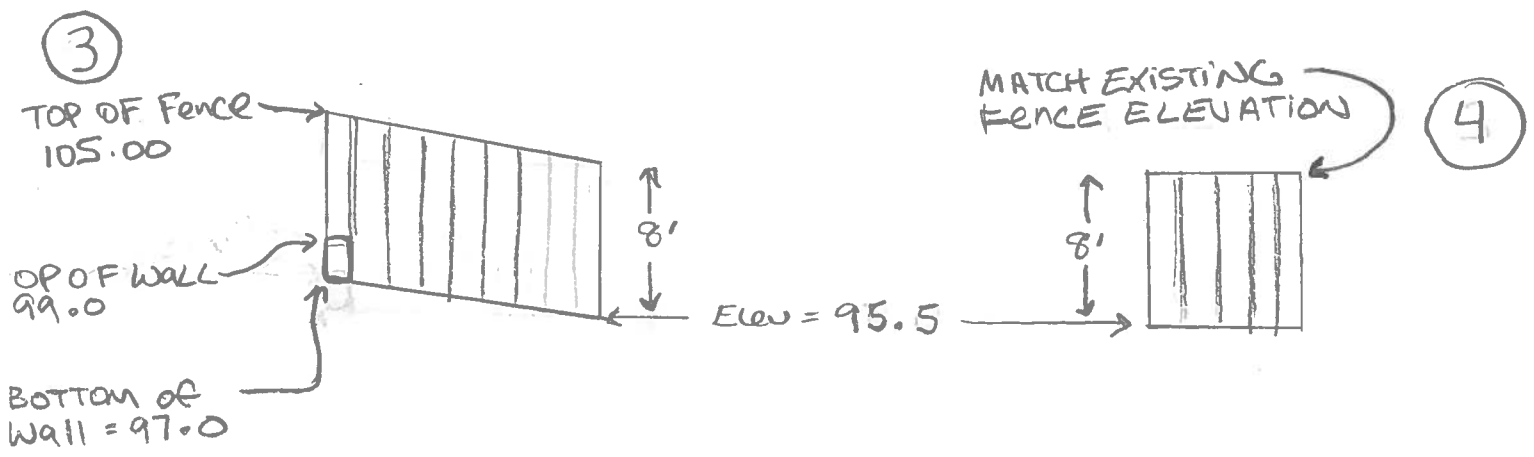 3
TOP OF Fence
105.00
OP OF WALL
99.0
BOTTOM of
Wall = 97.0
8'
Elev = 95.5
8'
MATCH EXISTING
FENCE ELEVATION
4